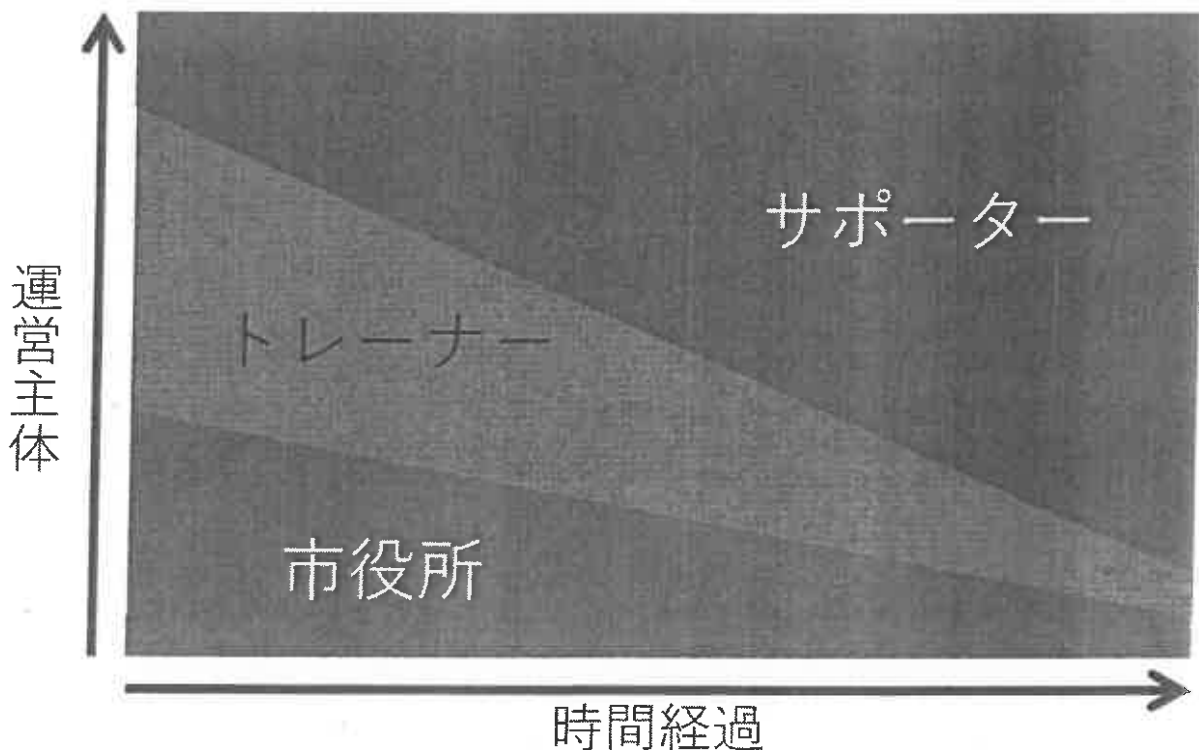 サポーター
トレーナー
市役所
運営主体
時間経過